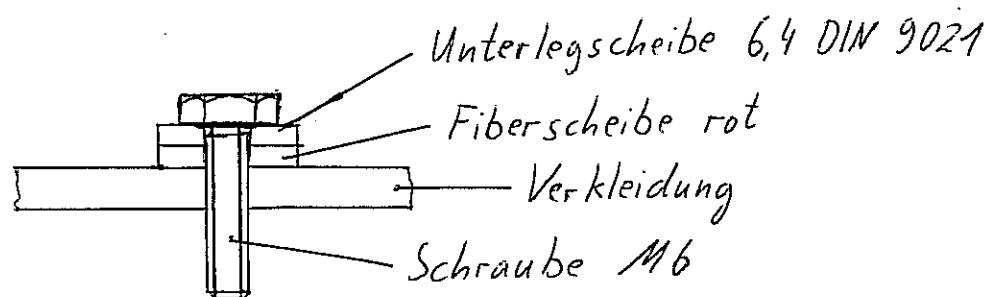 Unterlegscheibe 6,4 DIN 9021
Fiberscheibe rot
Verkleidung
Schraube M6